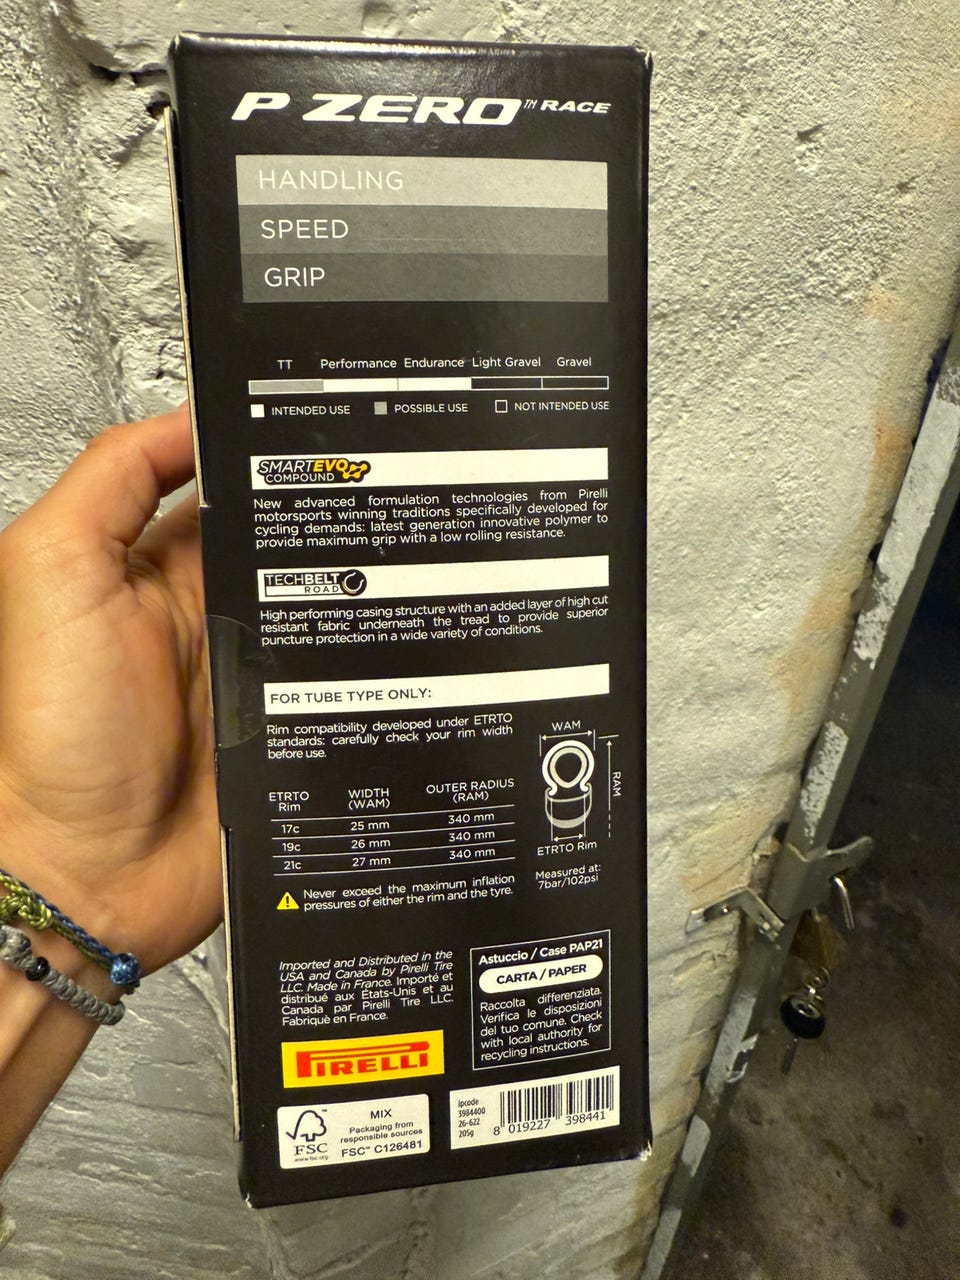 P ZERO™ RACE
HANDLING
SPEED
GRIP
TT Performance Endurance Light Gravel Gravel
INTENDED USE POSSIBLE USE NOT INTENDED USE
SMARTEVO
COMPOUND
New advanced formulation technologies from Pirelli
motorsports winning traditions specifically developed for
cycling demands: latest generation innovative polymer to
provide maximum grip with a low rolling resistance.
TECHBELT
ROAD
High performing casing structure with an added layer of high cut
resistant fabric underneath the tread to provide superior
puncture protection in a wide variety of conditions.
FOR TUBE TYPE ONLY:
Rim compatibility developed under ETRTO
standards: carefully check your rim width
before use.
ETRTO Rim WIDTH (WAM) OUTER RADIUS (RAM)
17c 25 mm 340 mm
19c 26 mm 340 mm
21c 27 mm 340 mm
WAM
RAM
ETRTO Rim
Measured at:
7bar/102psi
Never exceed the maximum inflation
pressures of either the rim and the tyre.
Imported and Distributed in the
USA and Canada by Pirelli Tire
LLC. Made in France. Importé et
distribué aux États-Unis et au
Canada par Pirelli Tire LLC.
Fabriquè en France.
Astuccio / Case PAP21
CARTA / PAPER
Raccolta differenziata.
Verifica le disposizioni
del tuo comune. Check
with local authority for
recycling instructions.
PIRELLI
FSC
www.fsc.org
MIX
Packaging from
responsible sources
FSC™ C126481
ipcode
3984400
26-622
205g
8 019227 398441